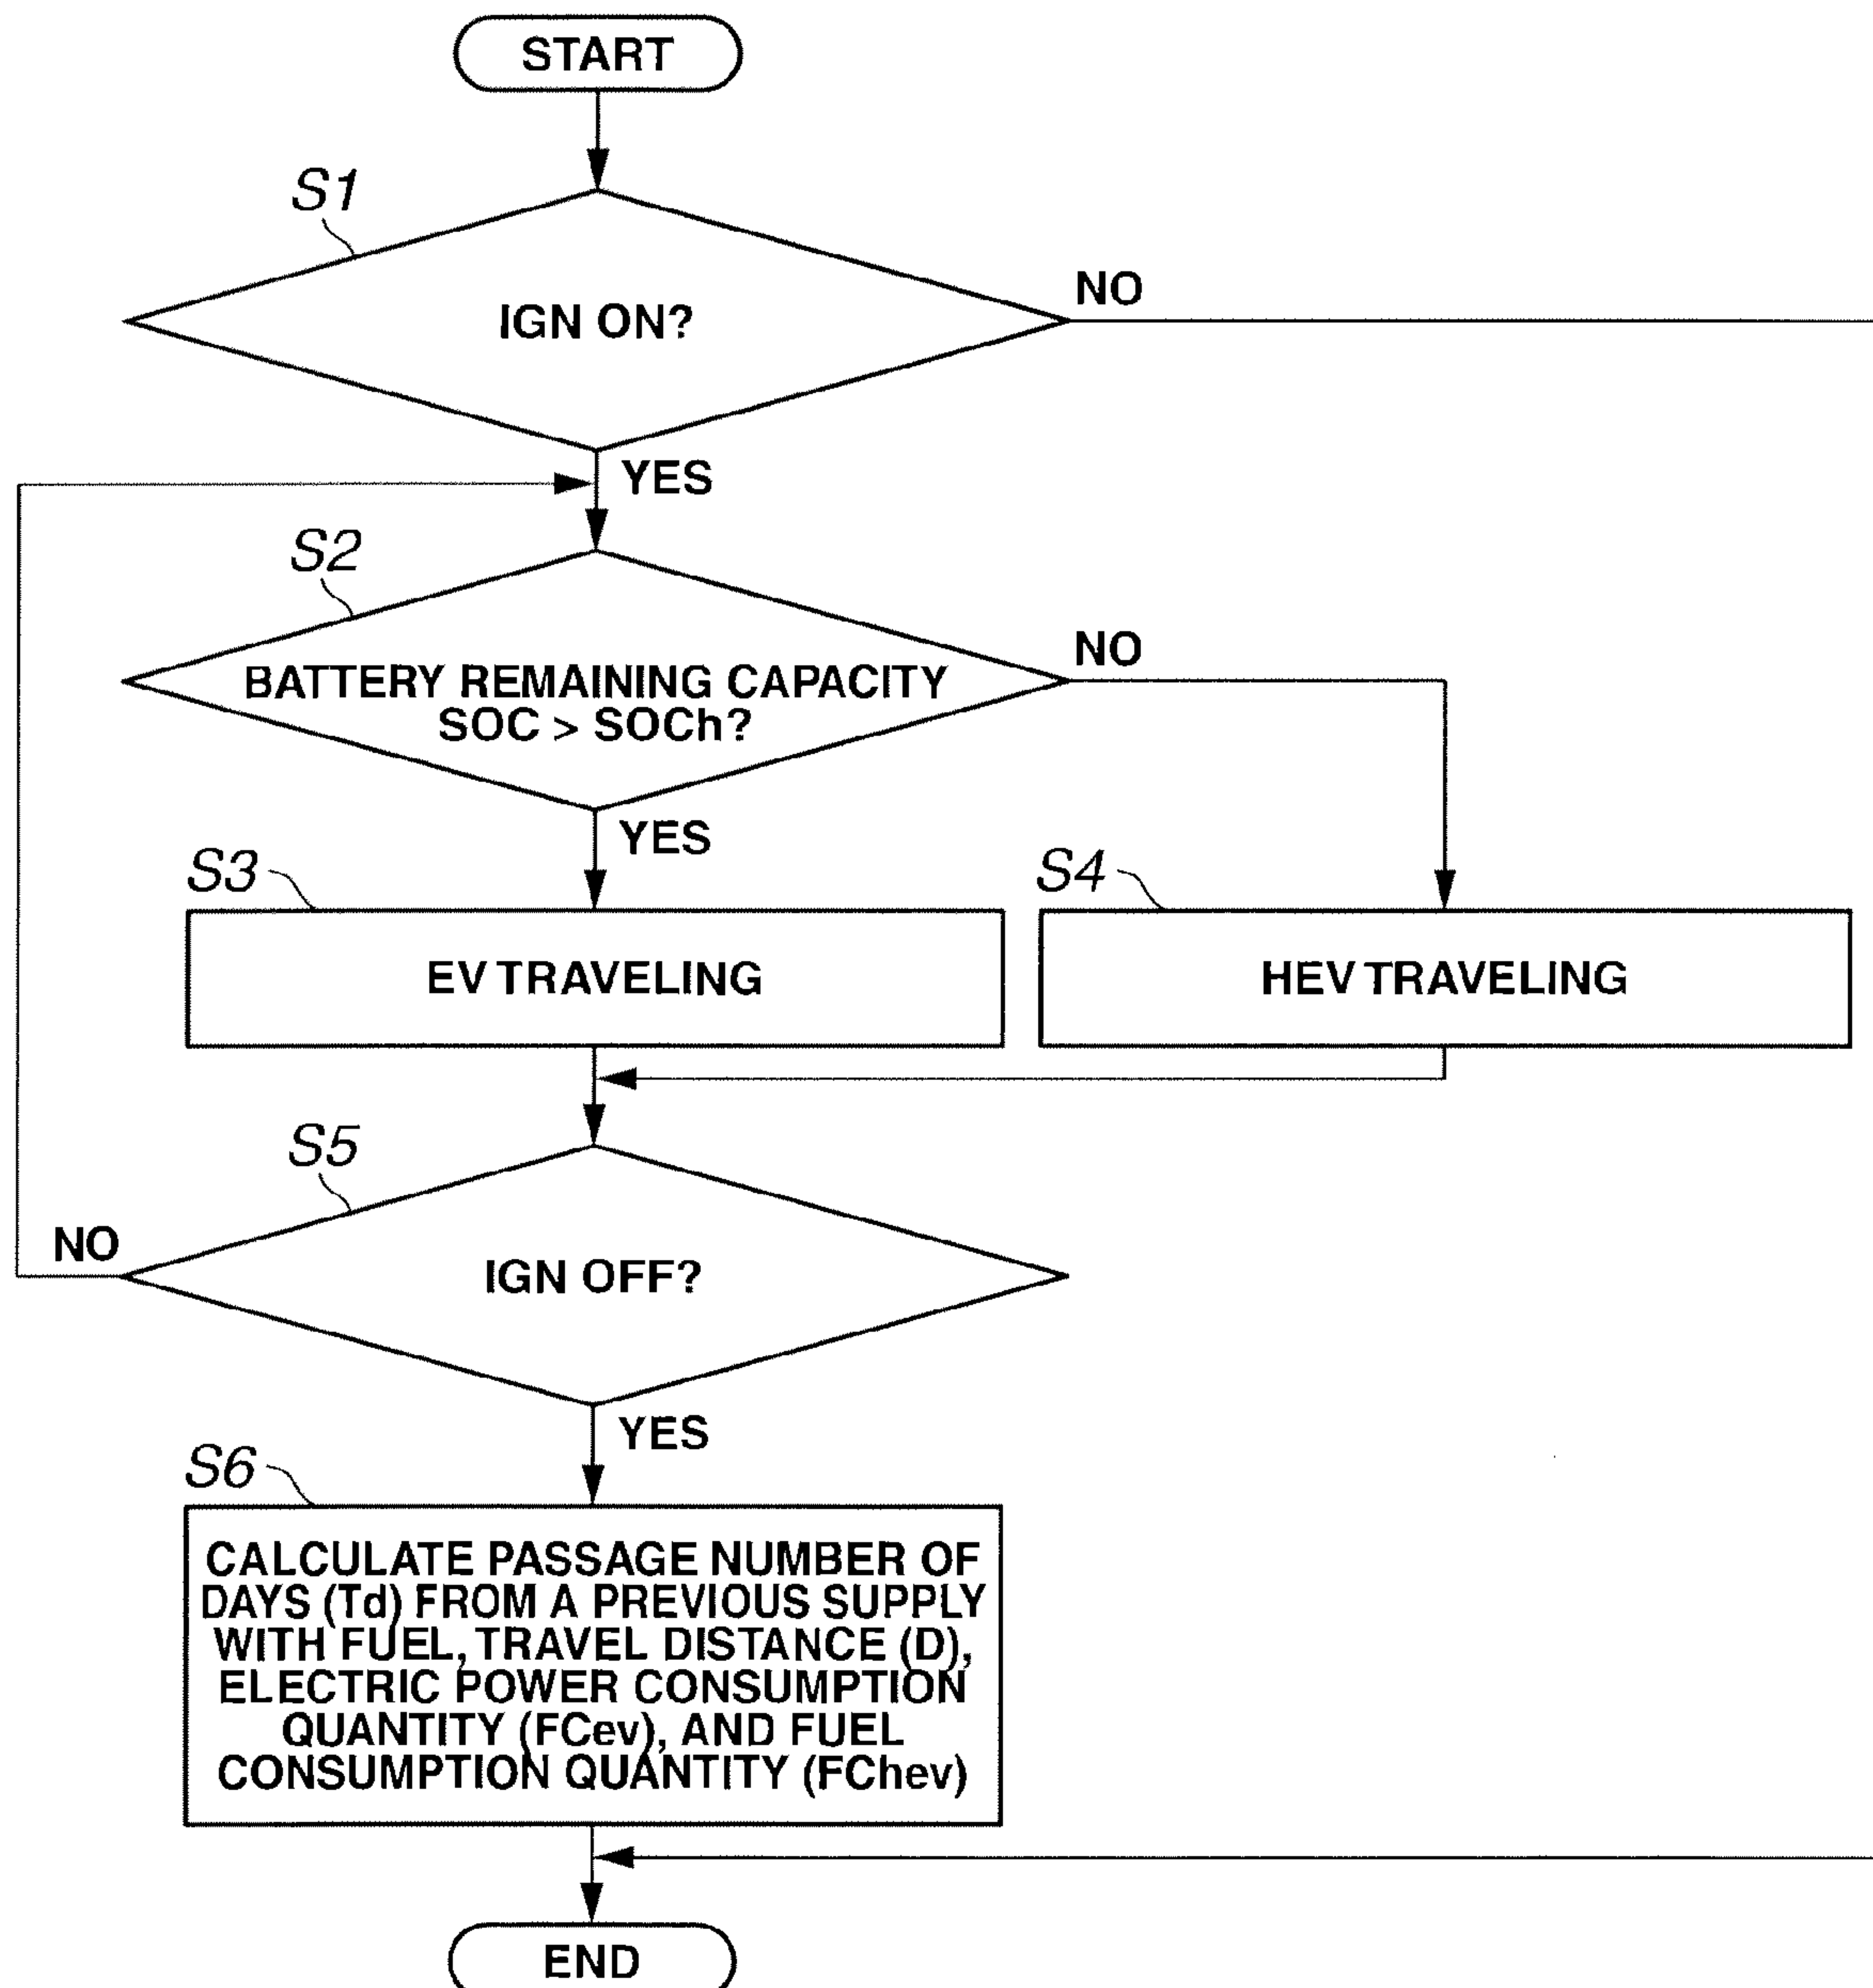 START
S1
IGN ON?
NO
YES
S2
BATTERY REMAINING CAPACITY
SOC > SOCh?
NO
YES
S3
EV TRAVELING
S4
HEV TRAVELING
S5
NO
IGN OFF?
YES
S6
CALCULATE PASSAGE NUMBER OF
DAYS (Td) FROM A PREVIOUS SUPPLY
WITH FUEL, TRAVEL DISTANCE (D),
ELECTRIC POWER CONSUMPTION
QUANTITY (FCev), AND FUEL
CONSUMPTION QUANTITY (FChev)
END